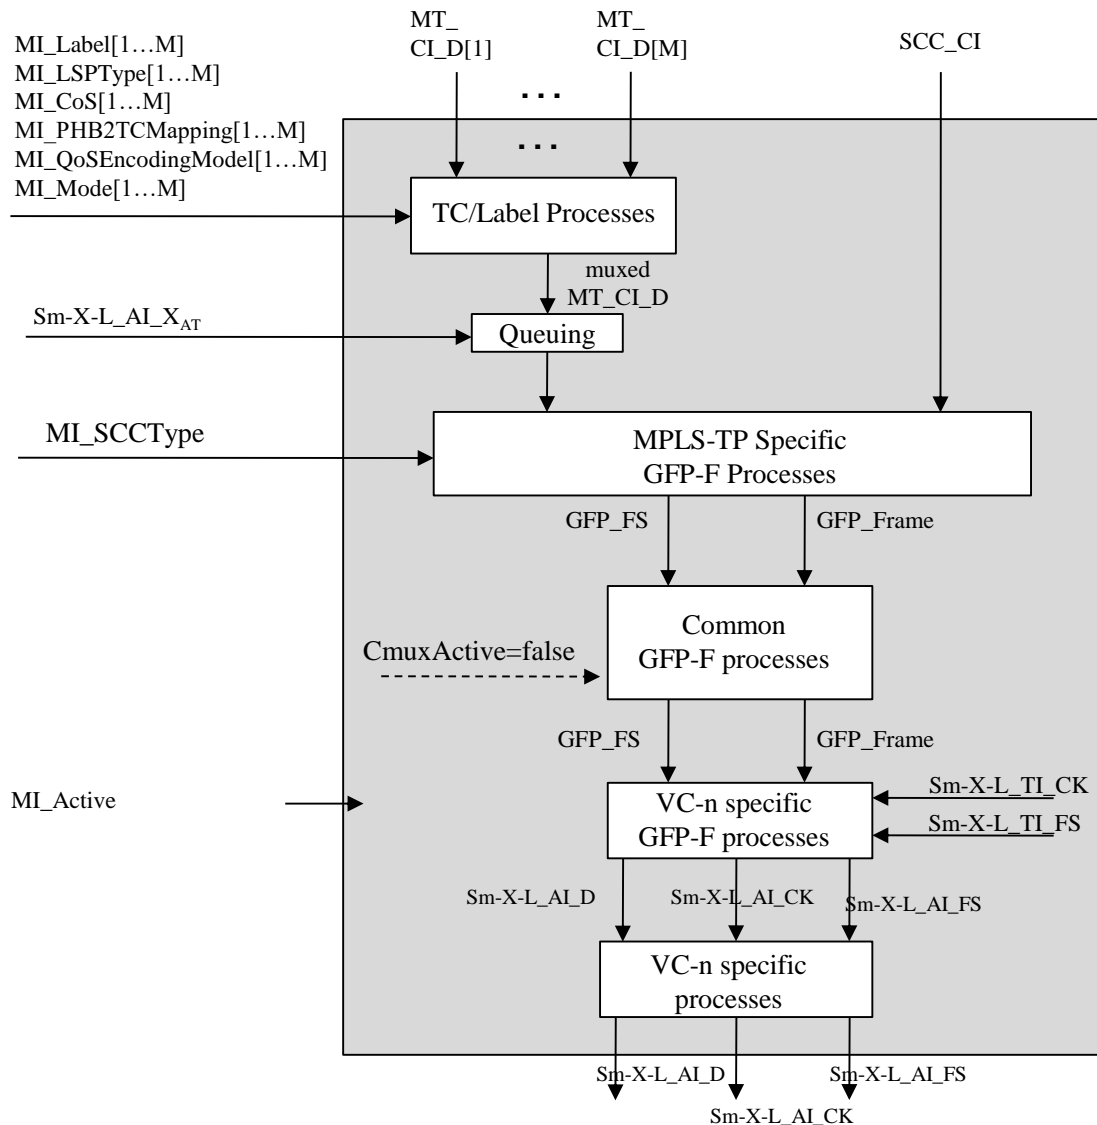 MT_
CI_D[1]
MT_
CI_D[M]
SCC_CI
MI_Label[1…M]
MI_LSPType[1…M]
MI_CoS[1…M]
MI_PHB2TCMapping[1…M]
MI_QoSEncodingModel[1…M]
MI_Mode[1…M]
...
...
TC/Label Processes
muxed
MT_CI_D
Sm-X-L_AI_XAT
Queuing
MI_SCCType
MPLS-TP Specific
GFP-F Processes
GFP_FS
GFP_Frame
Common
GFP-F processes
CmuxActive=false
GFP_FS
GFP_Frame
MI_Active
VC-n specific
GFP-F processes
Sm-X-L_TI_CK
Sm-X-L_TI_FS
Sm-X-L_AI_D
Sm-X-L_AI_CK
Sm-X-L_AI_FS
VC-n specific
processes
Sm-X-L_AI_D
Sm-X-L_AI_FS
Sm-X-L_AI_CK